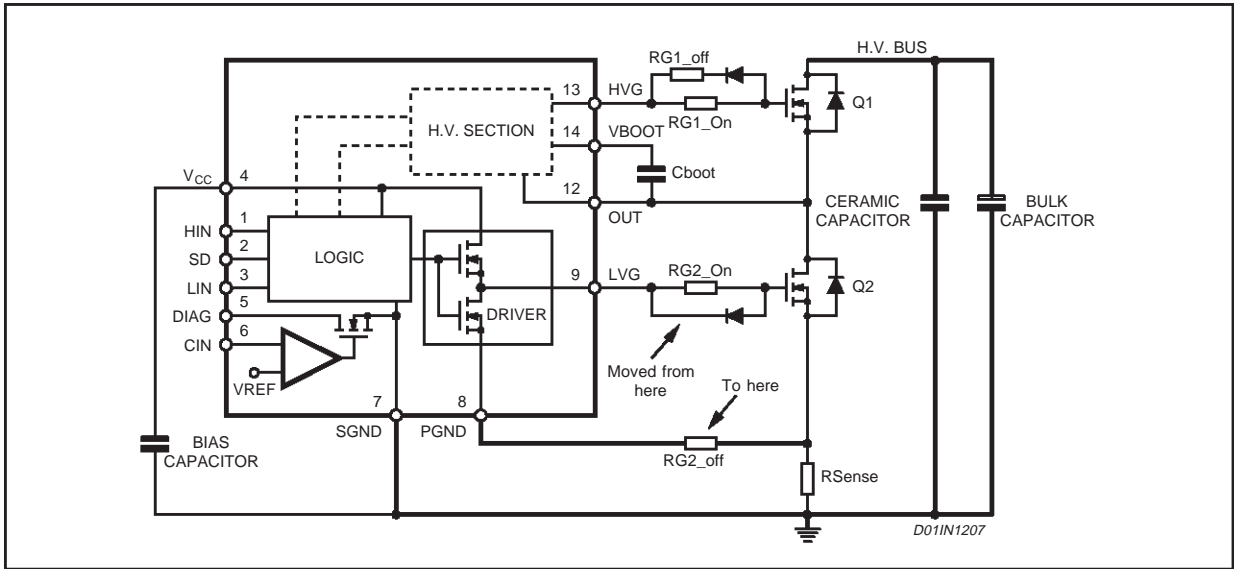 H.V. BUS
RG1_off
13
HVG
Q1
RG1_On
H.V. SECTION
14
VBOOT
Cboot
VCC
4
12
OUT
CERAMIC
CAPACITOR
BULK
CAPACITOR
1
HIN
2
SD
LOGIC
3
LIN
9
LVG
RG2_On
Q2
5
DIAG
DRIVER
6
CIN
VREF
Moved from
here
To here
7
8
SGND
PGND
BIAS
CAPACITOR
RG2_off
RSense
D01IN1207